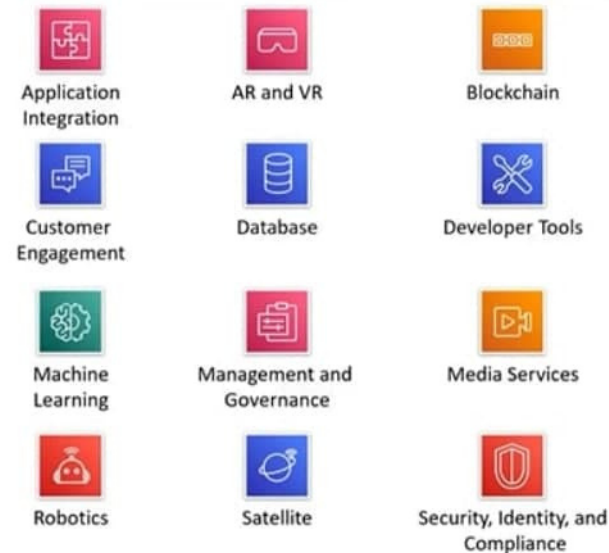 Application
Integration
AR and VR
Blockchain
Customer
Engagement
Database
Developer Tools
Machine
Learning
Management and
Governance
Media Services
Robotics
Satellite
Security, Identity, and
Compliance